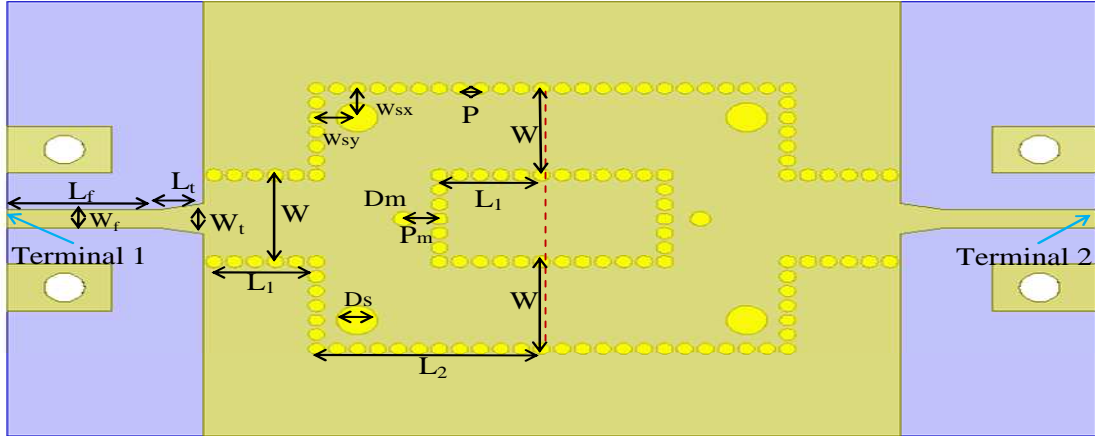 Wsx
P
Wsy
W
Lt
Lf
Dm
L1
Wf
Wt
W
Pm
Terminal 1
Terminal 2
L1
Ds
W
L2